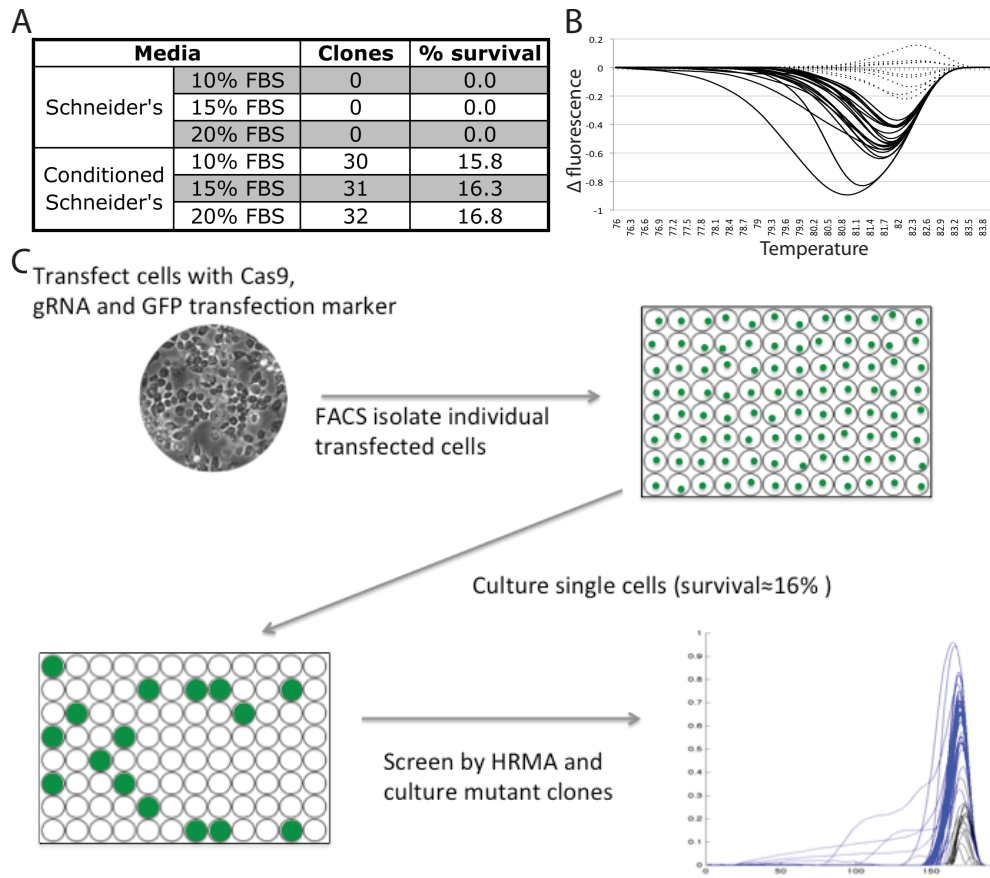 A
Media Clones % survival
Schneider's
10% FBS 0 0.0
15% FBS 0 0.0
20% FBS 0 0.0
Conditioned
Schneider's
10% FBS 30 15.8
15% FBS 31 16.3
20% FBS 32 16.8
B
Δ fluorescence
0.2
0
-0.2
-0.4
-0.6
-0.8
-1
76 76.3 76.6 76.9 77.2 77.5 77.8 78.1 78.4 78.7 79 79.3 79.6 79.9 80.2 80.5 80.8 81.1 81.4 81.7 82 82.3 82.6 82.9 83.2 83.5 83.8
Temperature
C
Transfect cells with Cas9,
gRNA and GFP transfection marker
FACS isolate individual
transfected cells
Culture single cells (survival≈16% )
Screen by HRMA and
culture mutant clones
1
0.9
0.8
0.7
0.6
0.5
0.4
0.3
0.2
0.1
0
0 50 100 150